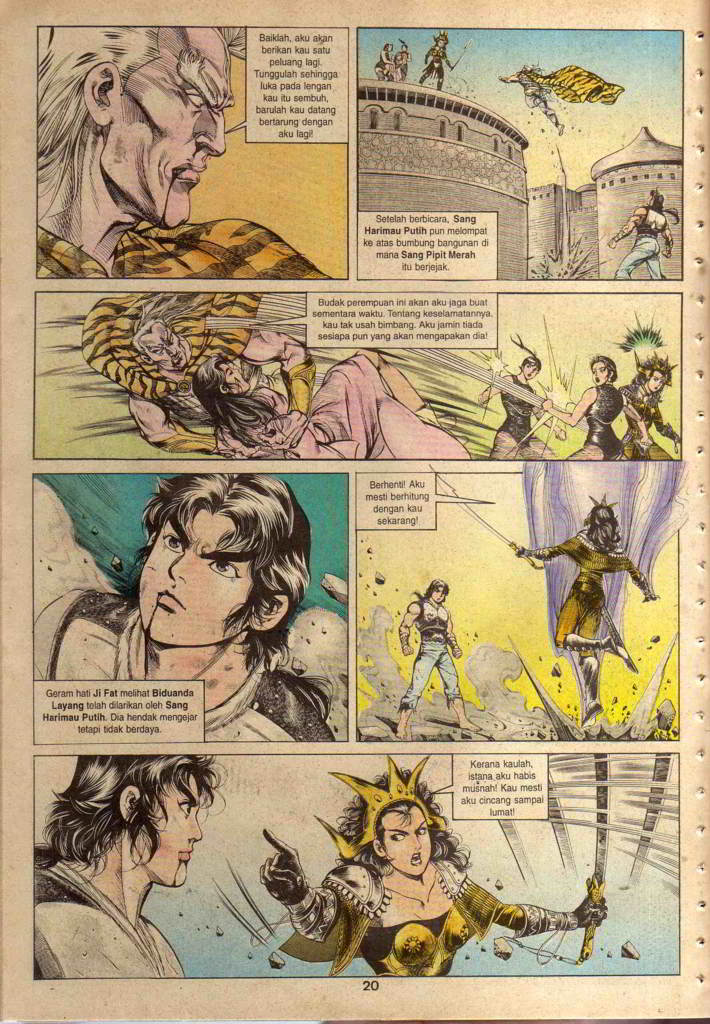 Baiklah, aku akan
berikan kau satu
peluang lagi.
Tunggulah sehingga
luka pada lengan
kau itu sembuh,
barulah kau datang
bertarung dengan
aku lagi!
Setelah berbicara, Sang
Harimau Putih pun melompat
ke atas bumbung bangunan di
mana Sang Pipit Merah
itu berjejak.
Budak perempuan ini akan aku jaga buat
sementara waktu. Tentang keselamatannya,
kau tak usah bimbang. Aku jamin tiada
sesiapa pun yang akan mengapakan dia!
Geram hati Ji Fat melihat Biduanda
Layang telah dilarikan oleh Sang
Harimau Putih. Dia hendak mengejar
tetapi tidak berdaya.
Berhenti! Aku
mesti berhitung
dengan kau
sekarang!
Kerana kaulah,
istana aku habis
musnah! Kau mesti
aku cincang sampai
lumat!
20